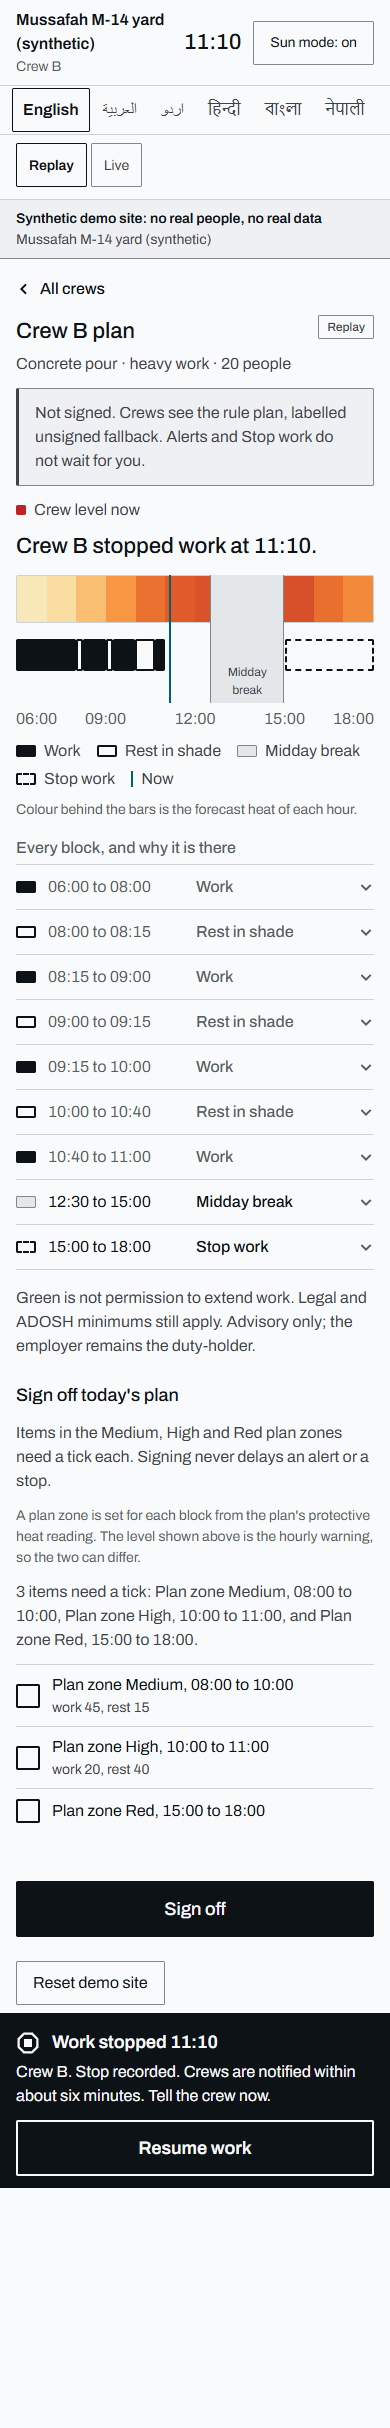 Mussafah M-14 yard
(synthetic)
Crew B
11:10
Sun mode: on
English
العربية
اردو
हिन्दी
বাংলা
नेपाली
Replay
Live
Synthetic demo site: no real people, no real data
Mussafah M-14 yard (synthetic)
All crews
Crew B plan
Replay
Concrete pour · heavy work · 20 people
Not signed. Crews see the rule plan, labelled
unsigned fallback. Alerts and Stop work do
not wait for you.
Crew level now
Crew B stopped work at 11:10.
Midday
break
06:00 09:00 12:00 15:00 18:00
Work Rest in shade Midday break
Stop work Now
Colour behind the bars is the forecast heat of each hour.
Every block, and why it is there
06:00 to 08:00 Work
08:00 to 08:15 Rest in shade
08:15 to 09:00 Work
09:00 to 09:15 Rest in shade
09:15 to 10:00 Work
10:00 to 10:40 Rest in shade
10:40 to 11:00 Work
12:30 to 15:00 Midday break
15:00 to 18:00 Stop work
Green is not permission to extend work. Legal and
ADOSH minimums still apply. Advisory only; the
employer remains the duty-holder.
Sign off today's plan
Items in the Medium, High and Red plan zones
need a tick each. Signing never delays an alert or a
stop.
A plan zone is set for each block from the plan's protective
heat reading. The level shown above is the hourly warning,
so the two can differ.
3 items need a tick: Plan zone Medium, 08:00 to
10:00, Plan zone High, 10:00 to 11:00, and Plan
zone Red, 15:00 to 18:00.
Plan zone Medium, 08:00 to 10:00
work 45, rest 15
Plan zone High, 10:00 to 11:00
work 20, rest 40
Plan zone Red, 15:00 to 18:00
Sign off
Reset demo site
Work stopped 11:10
Crew B. Stop recorded. Crews are notified within
about six minutes. Tell the crew now.
Resume work